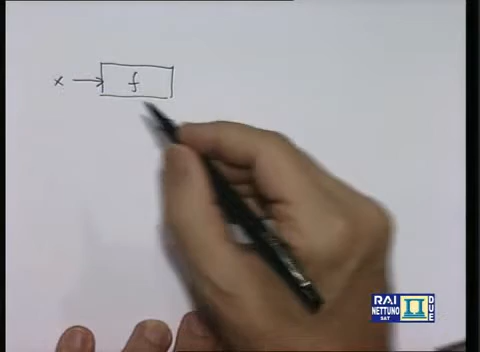 x → f
RAI
NETTUNO
SAT
DUE